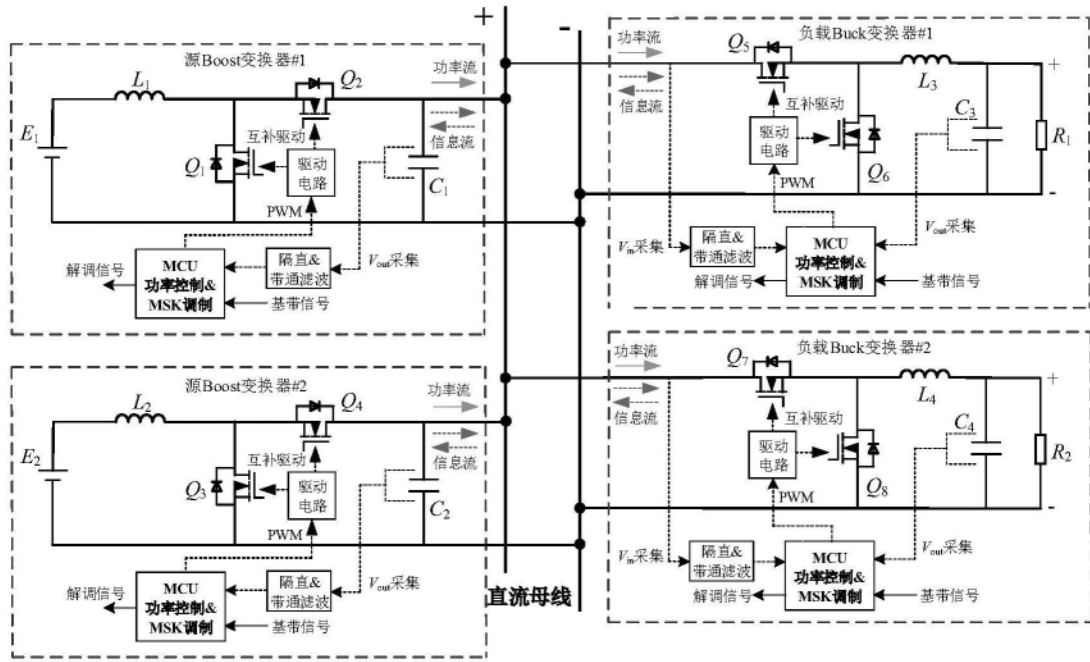 +
-
源Boost变换器#1
L1
Q2
功率流
信息流
E1
互补驱动
Q1
驱动
电路
C1
PWM
MCU
功率控制&
MSK调制
隔直&
带通滤波
Vout采集
解调信号
基带信号
源Boost变换器#2
L2
Q4
功率流
信息流
E2
互补驱动
Q3
驱动
电路
C2
PWM
MCU
功率控制&
MSK调制
隔直&
带通滤波
Vout采集
解调信号
基带信号
直流母线
负载Buck变换器#1
功率流
信息流
Q5
L3
+
互补驱动
C3
驱动
电路
R1
Q6
-
PWM
Vin采集
隔直&
带通滤波
MCU
功率控制&
MSK调制
Vout采集
解调信号
基带信号
负载Buck变换器#2
功率流
信息流
Q7
L4
+
互补驱动
C4
驱动
电路
R2
Q8
-
PWM
Vin采集
隔直&
带通滤波
MCU
功率控制&
MSK调制
Vout采集
解调信号
基带信号